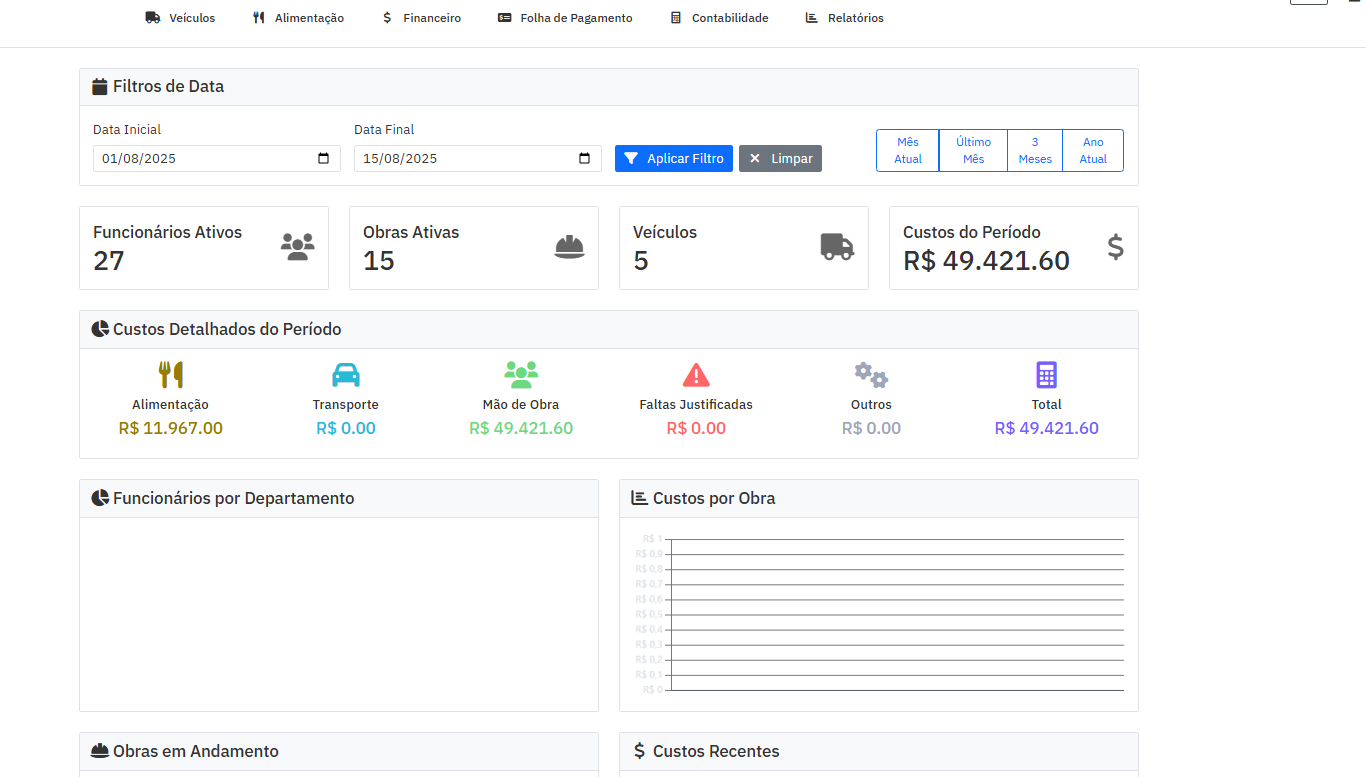 Veículos Alimentação Financeiro Folha de Pagamento Contabilidade Relatórios
Filtros de Data
Data Inicial Data Final
01/08/2025 15/08/2025 Aplicar Filtro Limpar
Mês Atual
Último Mês
3 Meses
Ano Atual
Funcionários Ativos
27
Obras Ativas
15
Veículos
5
Custos do Período
R$ 49.421.60
Custos Detalhados do Período
Alimentação
R$ 11.967.00
Transporte
R$ 0.00
Mão de Obra
R$ 49.421.60
Faltas Justificadas
R$ 0.00
Outros
R$ 0.00
Total
R$ 49.421.60
Funcionários por Departamento
Custos por Obra
R$ 1
R$ 0,9
R$ 0,8
R$ 0,7
R$ 0,6
R$ 0,5
R$ 0,4
R$ 0,3
R$ 0,2
R$ 0,1
R$ 0
Obras em Andamento
Custos Recentes